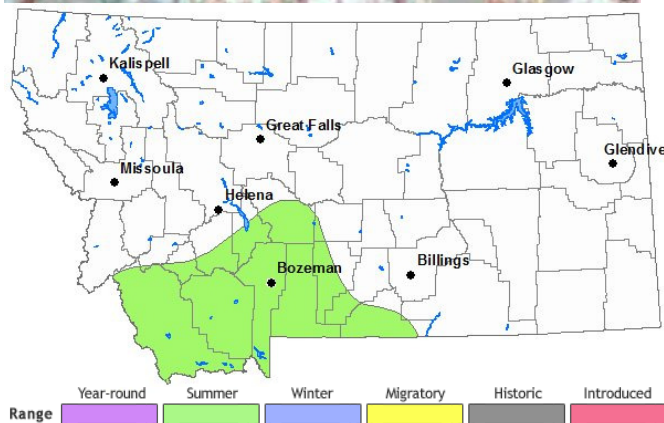 Kalispell
Glasgow
Great Falls
Glendive
Missoula
Helena
Billings
Bozeman
Year-round Summer Winter Migratory Historic Introduced
Range